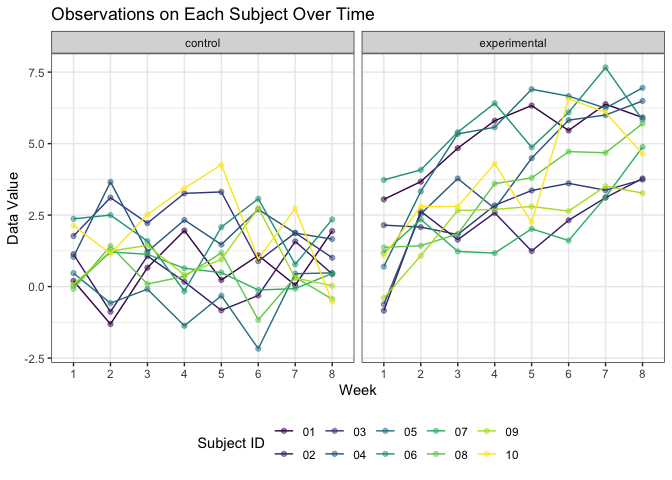 Observations on Each Subject Over Time
control experimental
7.5
5.0
2.5
0.0
-2.5
Data Value
1 2 3 4 5 6 7 8 1 2 3 4 5 6 7 8
Week
Subject ID
01 03 05 07 09
02 04 06 08 10